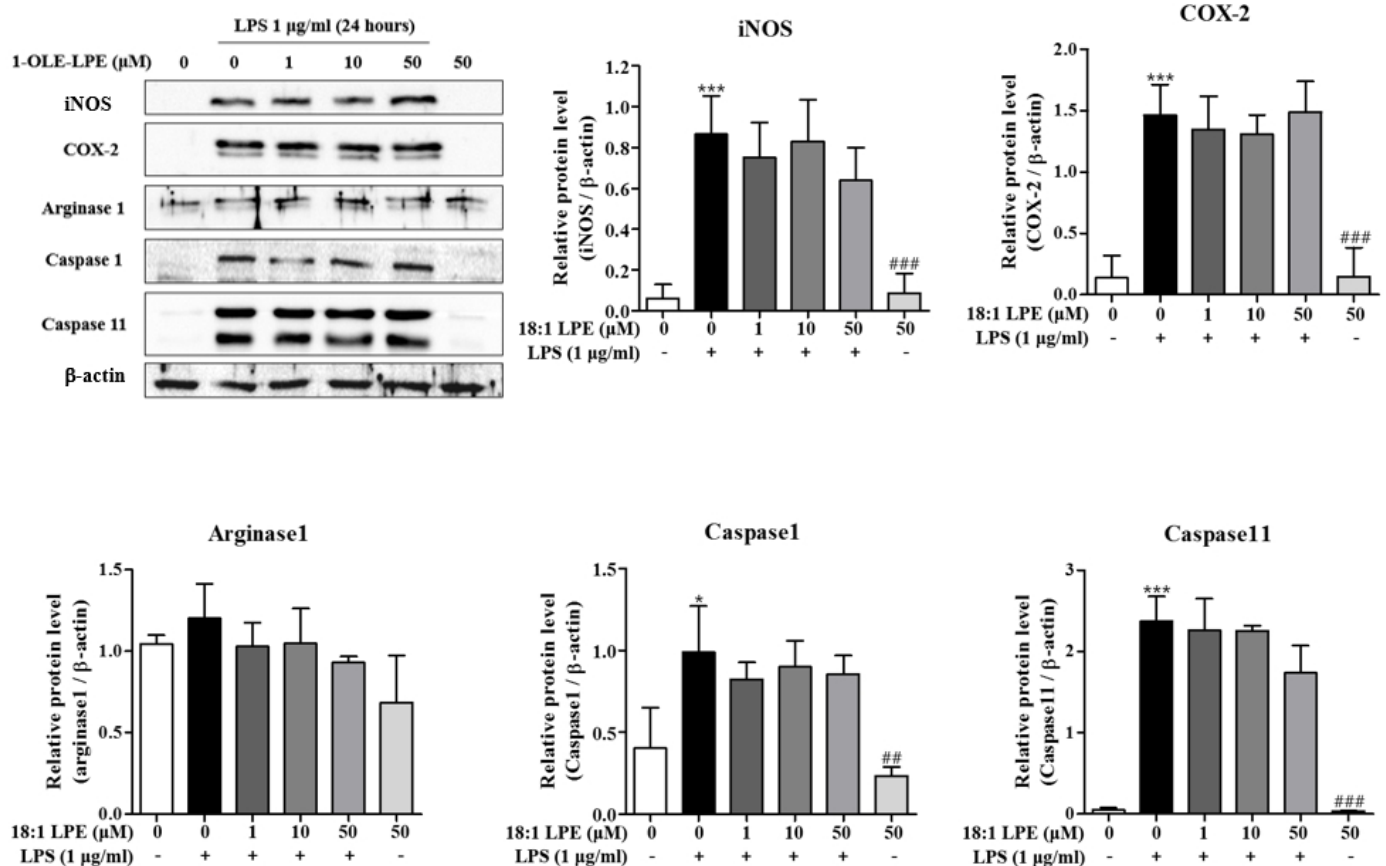 LPS 1 µg/ml (24 hours)
1-OLE-LPE (µM) 0 0 1 10 50 50
iNOS
COX-2
Arginase 1
Caspase 1
Caspase 11
β-actin
iNOS
Relative protein level
(iNOS / β-actin)
1.2
1.0
0.8
0.6
0.4
0.2
0.0
***
###
18:1 LPE (µM) 0 0 1 10 50 50
LPS (1 µg/ml) - + + + + -
COX-2
Relative protein level
(COX-2 / β-actin)
2.0
1.5
1.0
0.5
0.0
***
###
18:1 LPE (µM) 0 0 1 10 50 50
LPS (1 µg/ml) - + + + + -
Arginase1
Relative protein level
(arginase1 / β-actin)
1.5
1.0
0.5
0.0
18:1 LPE (µM) 0 0 1 10 50 50
LPS (1 µg/ml) - + + + + -
Caspase1
Relative protein level
(Caspase1 / β-actin)
1.5
1.0
0.5
0.0
*
##
18:1 LPE (µM) 0 0 1 10 50 50
LPS (1 µg/ml) - + + + + -
Caspase11
Relative protein level
(Caspase11 / β-actin)
3
2
1
0
***
###
18:1 LPE (µM) 0 0 1 10 50 50
LPS (1 µg/ml) - + + + + -